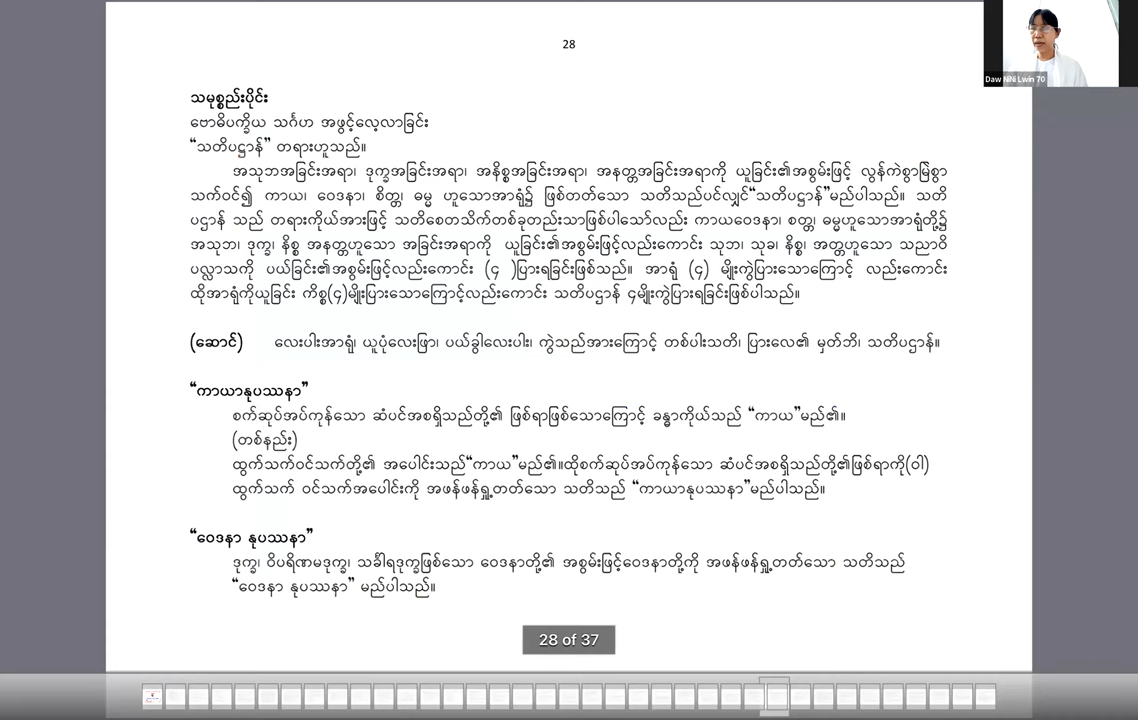 28
Daw NiNi Lwin 70
သမုစ္စည်းပိုင်း
ဗောဓိပက္ခိယ သင်္ဂဟ အဖွင့်လေ့လာခြင်း
“သတိပဋ္ဌာန်” တရားဟူသည်။
အသုဘအခြင်းအရာ၊ ဒုက္ခအခြင်းအရာ၊ အနိစ္စအခြင်းအရာ၊ အနတ္တအခြင်းအရာကို ယူခြင်း၏အစွမ်းဖြင့် လွန်ကဲစွာမြဲစွာ
သက်ဝင်၍ ကာယ၊ ဝေဒနာ၊ စိတ္တ၊ ဓမ္မ ဟူသောအာရုံ၌ ဖြစ်တတ်သော သတိသည်ပင်လျှင်“သတိပဋ္ဌာန်”မည်ပါသည်။ သတိ
ပဌာန် သည် တရားကိုယ်အားဖြင့် သတိစေတသိက်တစ်ခုတည်းသာဖြစ်ပါသော်လည်း ကာယဝေဒနာ၊ စတ္တ၊ ဓမ္မဟူသောအာရုံတို့၌
အသုဘ၊ ဒုက္ခ၊ နိစ္စ အနတ္တဟူသော အခြင်းအရာကို ယူခြင်း၏အစွမ်းဖြင့်လည်းကောင်း သုဘ၊ သုခ၊ နိစ္စ၊ အတ္တဟူသော သညာဝိ
ပလ္လာသကို ပယ်ခြင်း၏အစွမ်းဖြင့်လည်းကောင်း (၄ )ပြားရခြင်းဖြစ်သည်။ အာရုံ (၄) မျိုးကွဲပြားသောကြောင့် လည်းကောင်း
ထိုအာရုံကိုယူခြင်း ကိစ္စ(၄)မျိုးပြားသောကြောင့်လည်းကောင်း သတိပဌာန် ၄မျိုးကွဲပြားရခြင်းဖြစ်ပါသည်။
(ဆောင်) လေးပါးအာရုံ၊ ယူပုံလေးဖြာ၊ ပယ်ခွါလေးပါး၊ ကွဲသည်အားကြောင့် တစ်ပါးသတိ၊ ပြားလေ၏ မှတ်ဘိ၊ သတိပဌာန်။
“ကာယာနုပဿနာ”
စက်ဆုပ်အပ်ကုန်သော ဆံပင်အစရှိသည်တို့၏ ဖြစ်ရာဖြစ်သောကြောင့် ခန္ဓာကိုယ်သည် “ကာယ”မည်၏။
(တစ်နည်း)
ထွက်သက်ဝင်သက်တို့၏ အပေါင်းသည်“ကာယ”မည်၏။ထိုစက်ဆုပ်အပ်ကုန်သော ဆံပင်အစရှိသည်တို့၏ဖြစ်ရာကို(ဝါ)
ထွက်သက် ဝင်သက်အပေါင်းကို အဖန်ဖန်ရှု့တတ်သော သတိသည် “ကာယာနုပဿနာ”မည်ပါသည်။
“ဝေဒနာ နုပဿနာ”
ဒုက္ခ၊ ဝိပရိဏာမဒုက္ခ၊ သင်္ခါရဒုက္ခဖြစ်သော ဝေဒနာတို့၏ အစွမ်းဖြင့်ဝေဒနာတို့ကို အဖန်ဖန်ရှု့တတ်သော သတိသည်
“ဝေဒနာ နုပဿနာ” မည်ပါသည်။
28 of 37